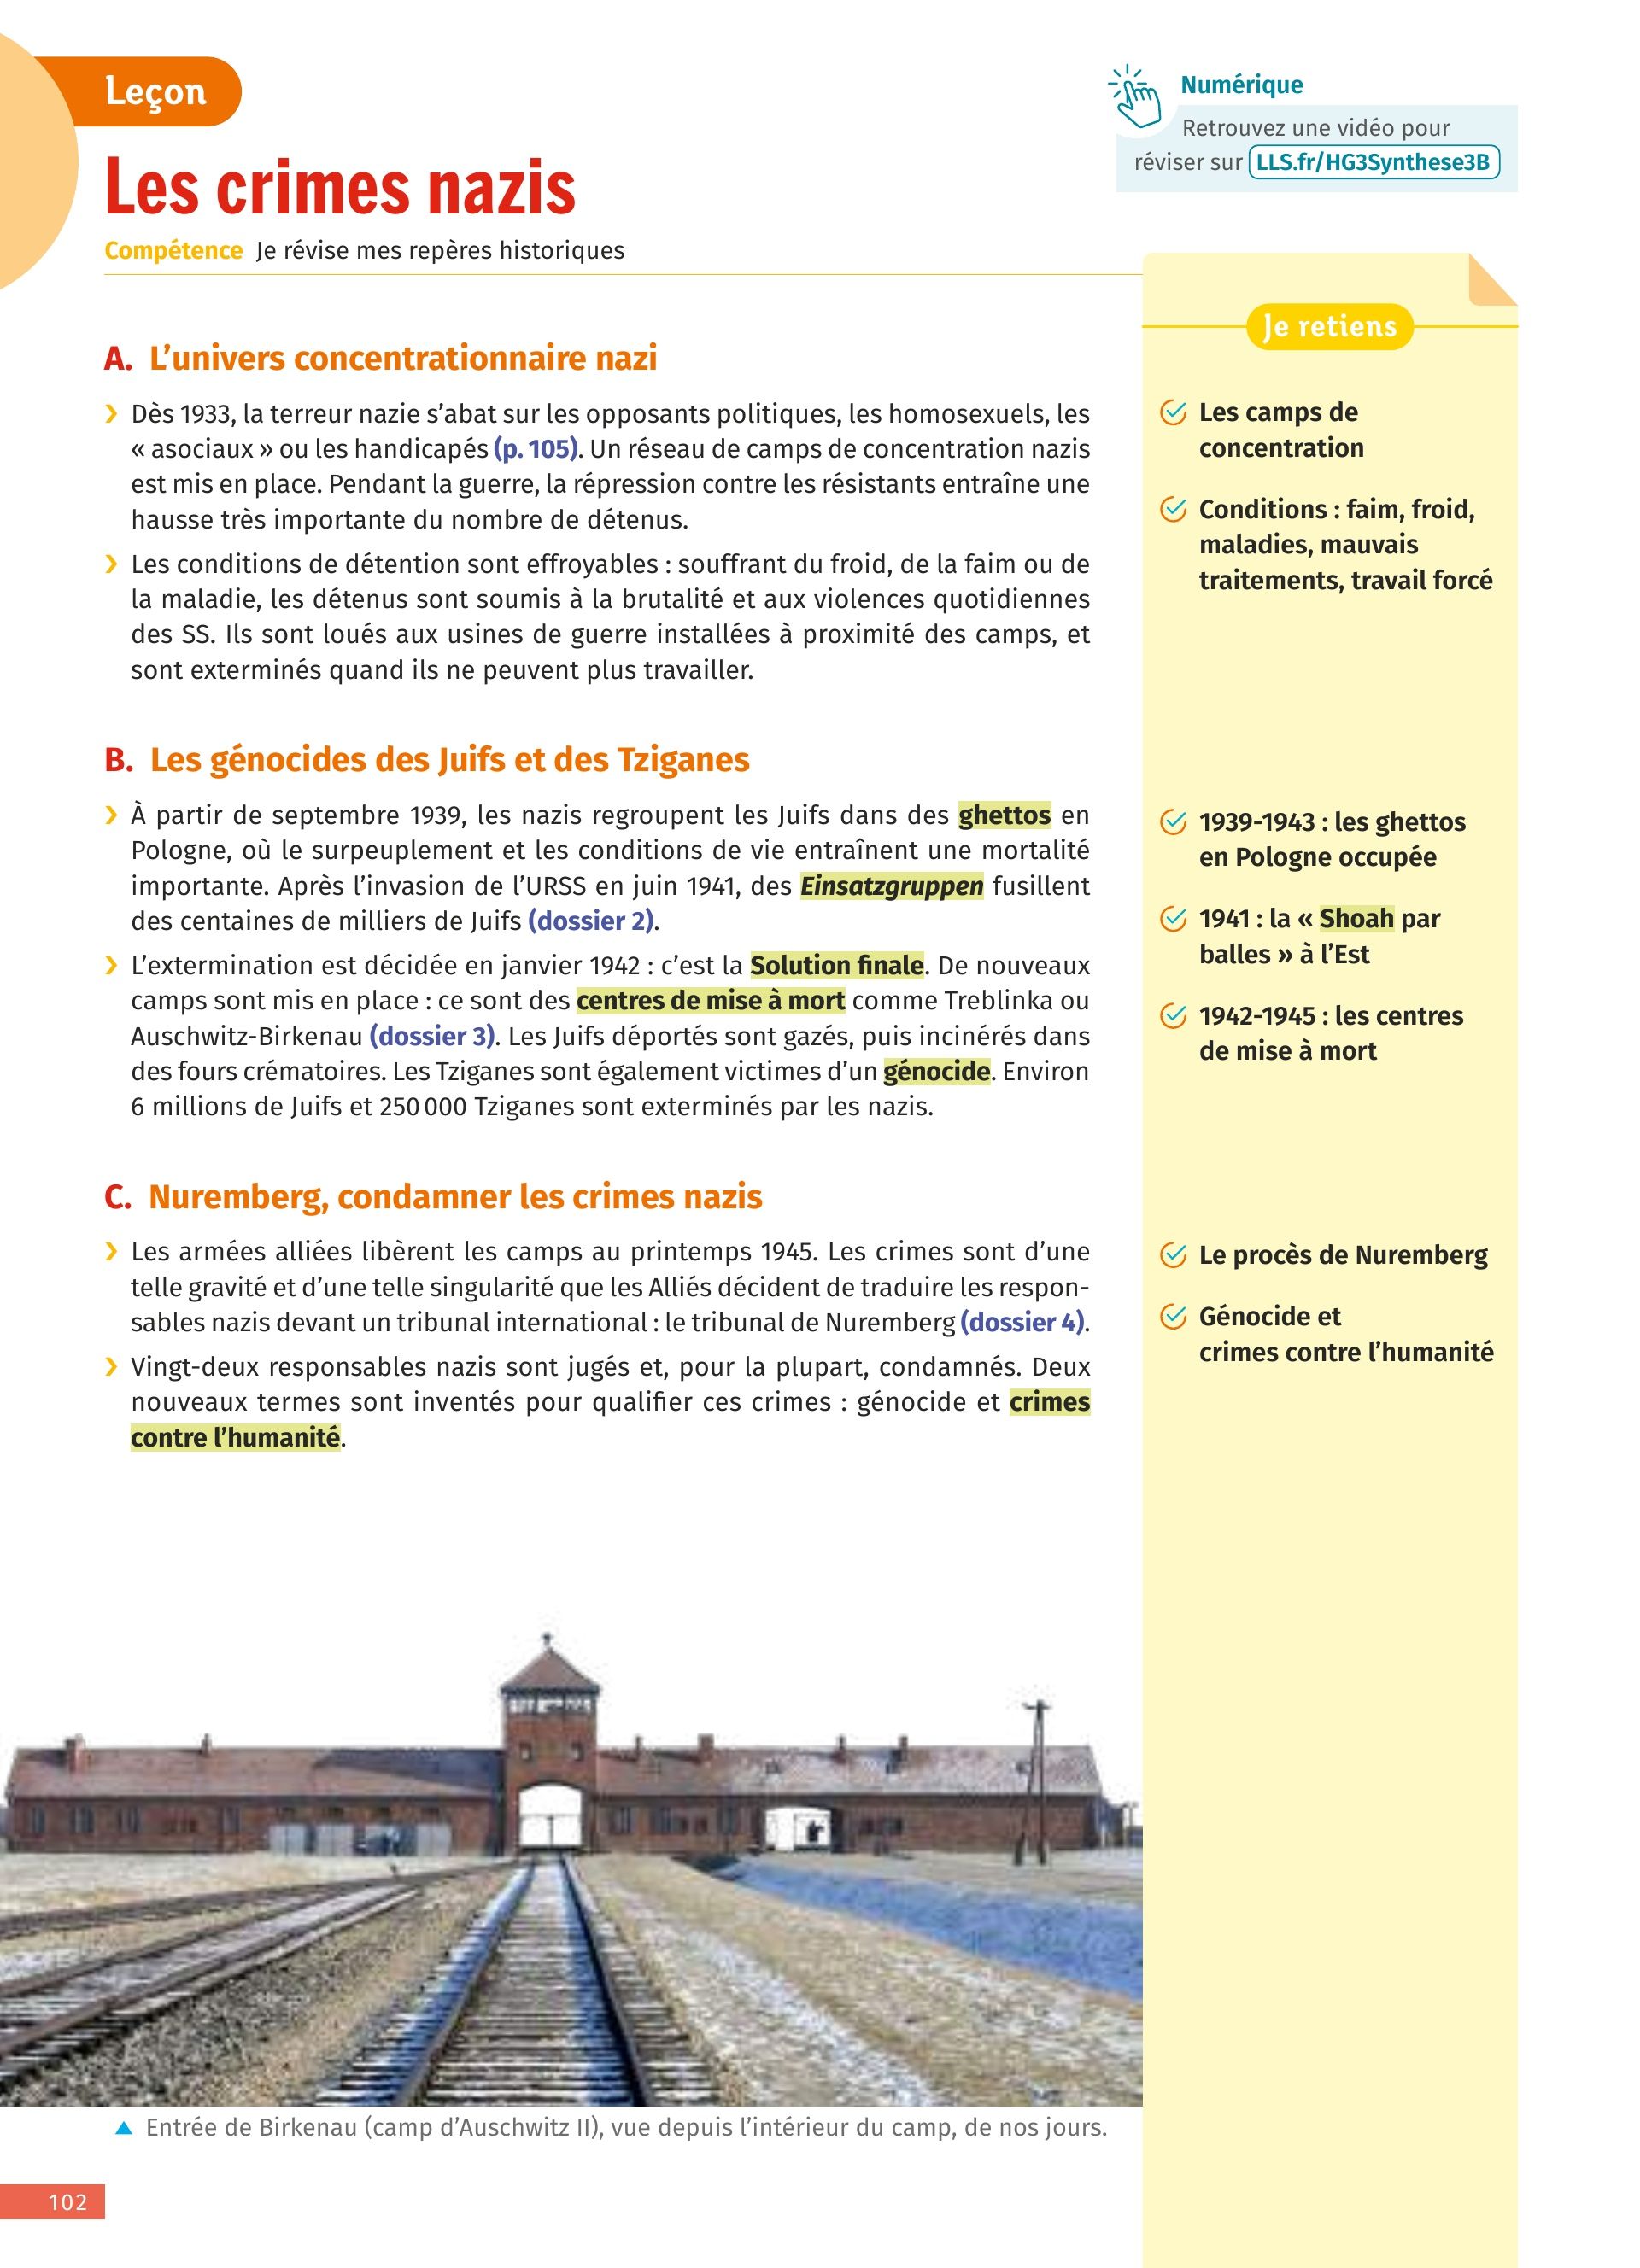 Leçon
Numérique
Retrouvez une vidéo pour
réviser sur LLS.fr/HG3Synthese3B
Les crimes nazis
Compétence Je révise mes repères historiques
A. L’univers concentrationnaire nazi
› Dès 1933, la terreur nazie s’abat sur les opposants politiques, les homosexuels, les
« asociaux » ou les handicapés (p. 105). Un réseau de camps de concentration nazis
est mis en place. Pendant la guerre, la répression contre les résistants entraîne une
hausse très importante du nombre de détenus.
› Les conditions de détention sont effroyables : souffrant du froid, de la faim ou de
la maladie, les détenus sont soumis à la brutalité et aux violences quotidiennes
des SS. Ils sont loués aux usines de guerre installées à proximité des camps, et
sont exterminés quand ils ne peuvent plus travailler.
B. Les génocides des Juifs et des Tziganes
› À partir de septembre 1939, les nazis regroupent les Juifs dans des ghettos en
Pologne, où le surpeuplement et les conditions de vie entraînent une mortalité
importante. Après l’invasion de l’URSS en juin 1941, des Einsatzgruppen fusillent
des centaines de milliers de Juifs (dossier 2).
› L’extermination est décidée en janvier 1942 : c’est la Solution finale. De nouveaux
camps sont mis en place : ce sont des centres de mise à mort comme Treblinka ou
Auschwitz-Birkenau (dossier 3). Les Juifs déportés sont gazés, puis incinérés dans
des fours crématoires. Les Tziganes sont également victimes d’un génocide. Environ
6 millions de Juifs et 250 000 Tziganes sont exterminés par les nazis.
C. Nuremberg, condamner les crimes nazis
› Les armées alliées libèrent les camps au printemps 1945. Les crimes sont d’une
telle gravité et d’une telle singularité que les Alliés décident de traduire les respon-
sables nazis devant un tribunal international : le tribunal de Nuremberg (dossier 4).
› Vingt-deux responsables nazis sont jugés et, pour la plupart, condamnés. Deux
nouveaux termes sont inventés pour qualifier ces crimes : génocide et crimes
contre l’humanité.
Je retiens
Les camps de
concentration
Conditions : faim, froid,
maladies, mauvais
traitements, travail forcé
1939-1943 : les ghettos
en Pologne occupée
1941 : la « Shoah par
balles » à l’Est
1942-1945 : les centres
de mise à mort
Le procès de Nuremberg
Génocide et
crimes contre l’humanité
▲ Entrée de Birkenau (camp d’Auschwitz II), vue depuis l’intérieur du camp, de nos jours.
102